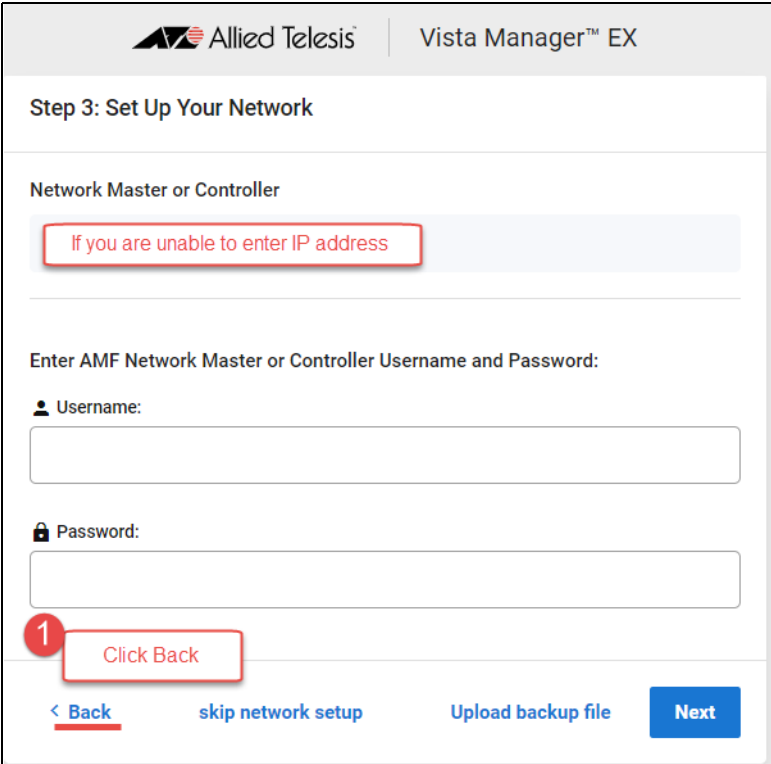 Allied Telesis Vista Manager™ EX
Step 3: Set Up Your Network
Network Master or Controller
If you are unable to enter IP address
Enter AMF Network Master or Controller Username and Password:
Username:
Password:
1
Click Back
< Back skip network setup Upload backup file Next